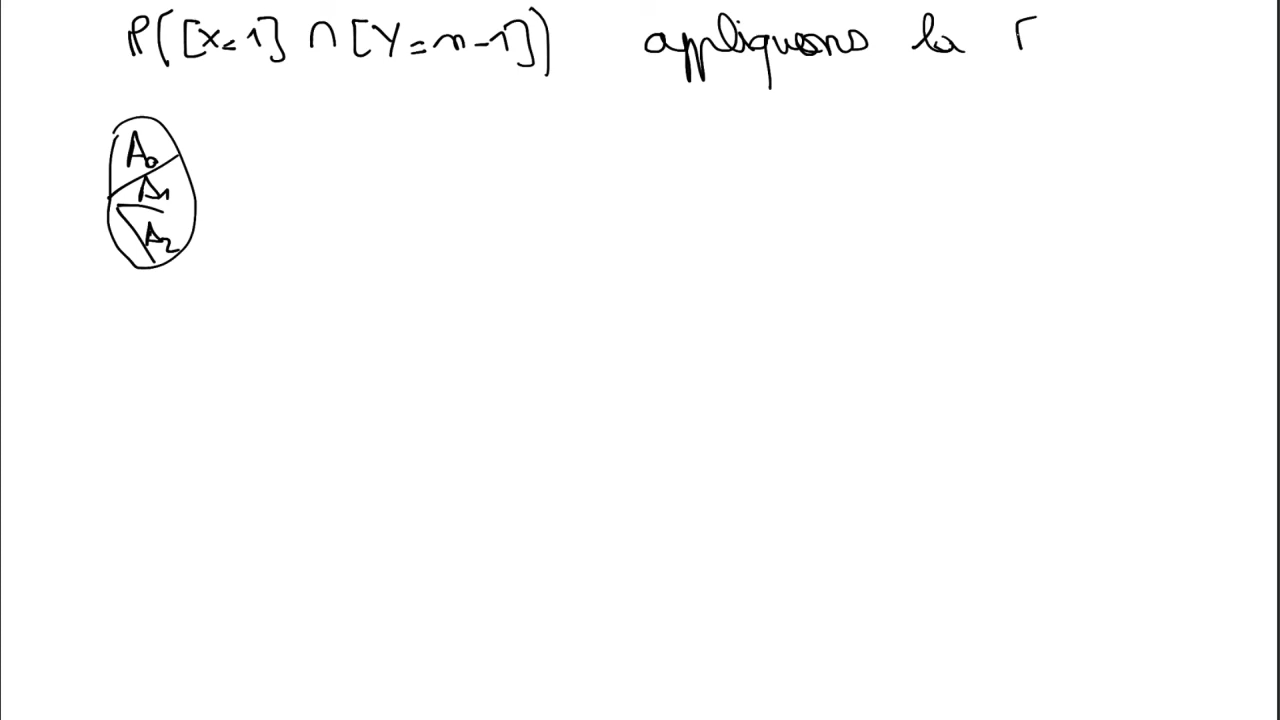 P([X=1] ∩ [Y=n-1]) appliquons la
A₀
A₁
A₂